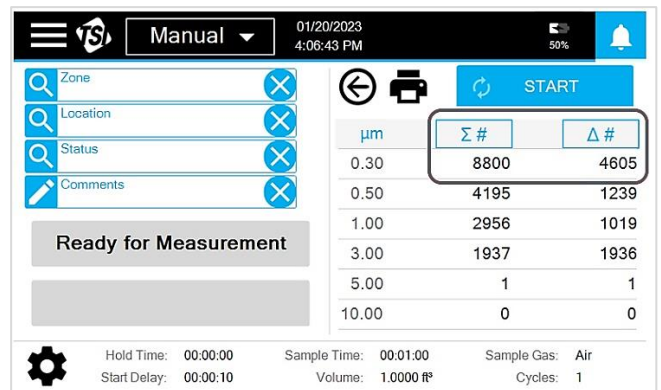 TSI Manual 01/20/2023
4:06:43 PM 50%
Zone
Location
Status
Comments
Ready for Measurement
START
µm Σ # Δ #
0.30 8800 4605
0.50 4195 1239
1.00 2956 1019
3.00 1937 1936
5.00 1 1
10.00 0 0
Hold Time: 00:00:00 Sample Time: 00:01:00 Sample Gas: Air
Start Delay: 00:00:10 Volume: 1.0000 ft³ Cycles: 1